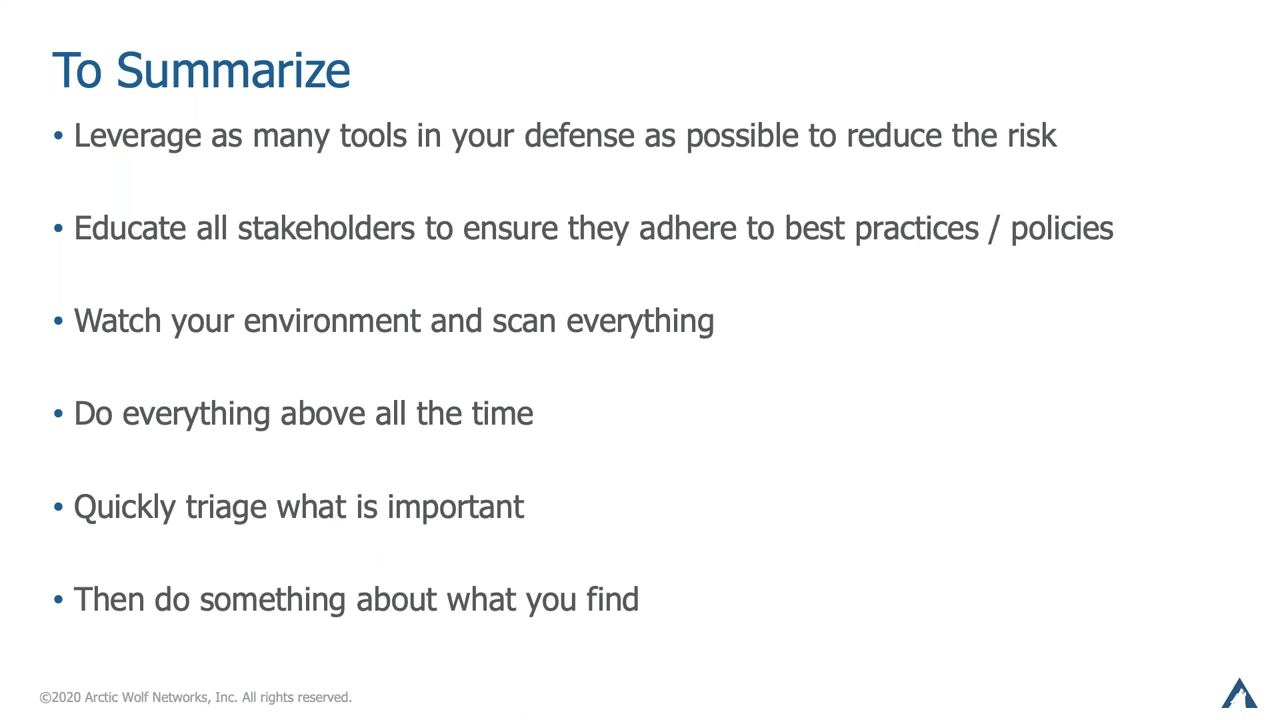 To Summarize
• Leverage as many tools in your defense as possible to reduce the risk
• Educate all stakeholders to ensure they adhere to best practices / policies
• Watch your environment and scan everything
• Do everything above all the time
• Quickly triage what is important
• Then do something about what you find
©2020 Arctic Wolf Networks, Inc. All rights reserved.